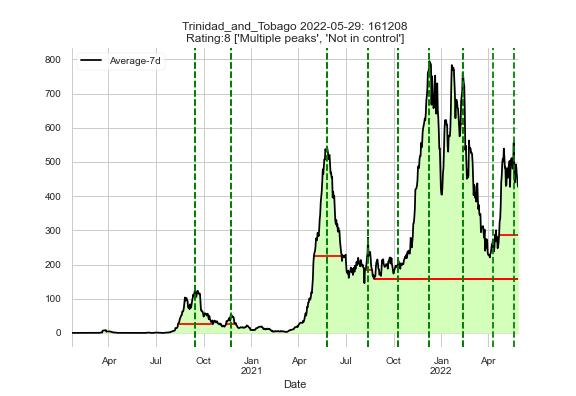 Trinidad_and_Tobago 2022-05-29: 161208
Rating:8 ['Multiple peaks', 'Not in control']
Average-7d
800
700
600
500
400
300
200
100
0
Apr Jul Oct Jan Apr Jul Oct Jan Apr
2021 2022
Date